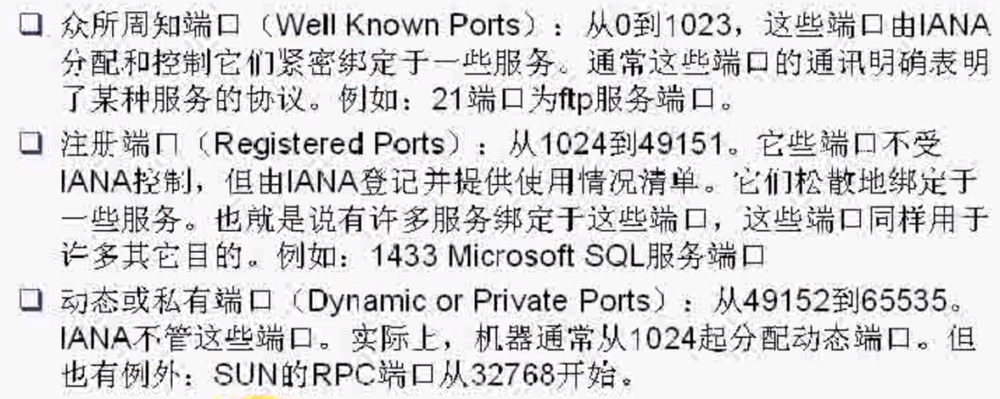 ❑ 众所周知端口（Well Known Ports）：从0到1023，这些端口由IANA
分配和控制它们紧密绑定于一些服务。通常这些端口的通讯明确表明
了某种服务的协议。例如：21端口为ftp服务端口。
❑ 注册端口（Registered Ports）：从1024到49151。它些端口不受
IANA控制，但由IANA登记并提供使用情况清单。它们松散地绑定于
一些服务。也就是说有许多服务绑定于这些端口，这些端口同样用于
许多其它目的。例如：1433 Microsoft SQL服务端口
❑ 动态或私有端口（Dynamic or Private Ports）：从49152到65535。
IANA不管这些端口。实际上，机器通常从1024起分配动态端口。但
也有例外：SUN的RPC端口从32768开始。